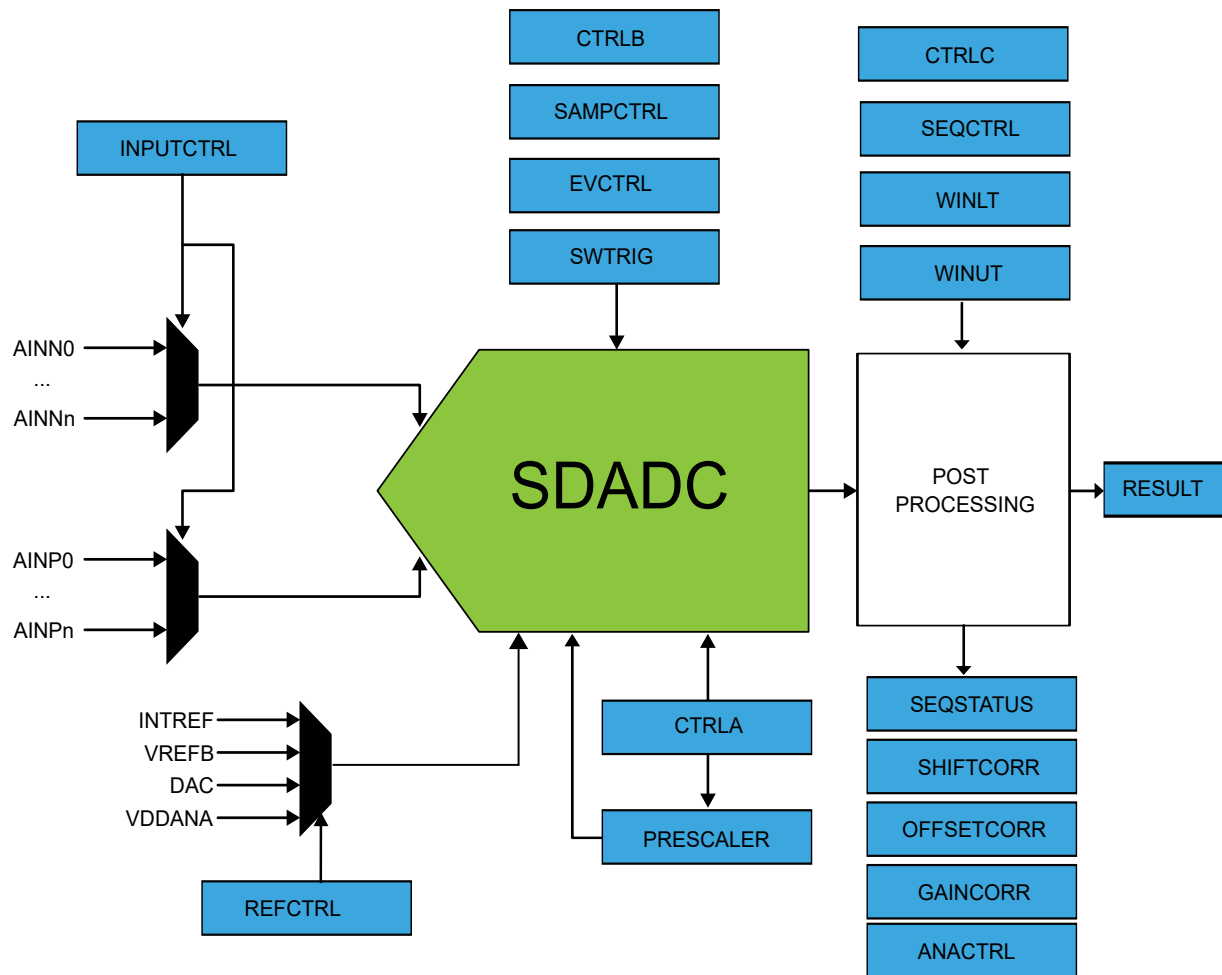 CTRLB
CTRLC
SAMPCTRL
SEQCTRL
INPUTCTRL
EVCTRL
WINLT
SWTRIG
WINUT
AINN0
...
AINNn
SDADC
POST
PROCESSING
RESULT
AINP0
...
AINPn
INTREF
VREFB
DAC
VDDANA
CTRLA
PRESCALER
REFCTRL
SEQSTATUS
SHIFTCORR
OFFSETCORR
GAINCORR
ANACTRL